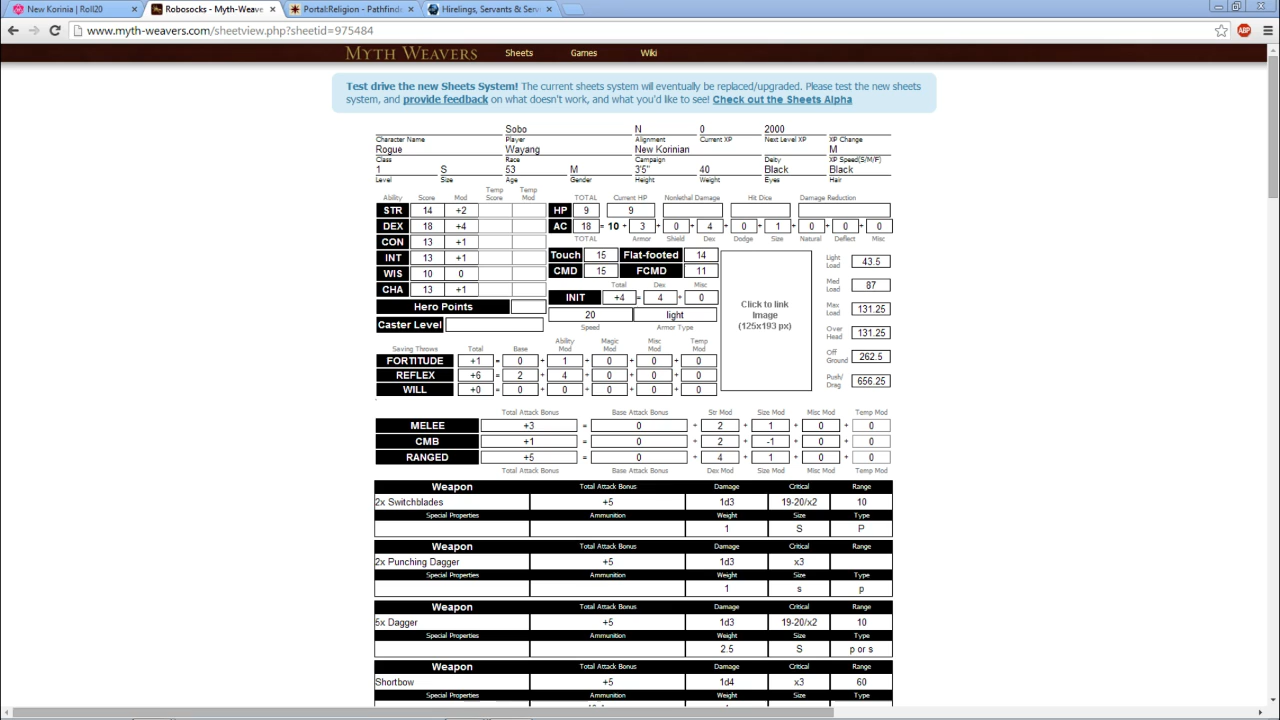 New Korinia | Roll20
Robosocks - Myth-Weave
Portal:Religion - Pathfinde
Hirelings, Servants & Serv
www.myth-weavers.com/sheetview.php?sheetid=975484
ABP
MYTH WEAVERS Sheets Games Wiki
Test drive the new Sheets System! The current sheets system will eventually be replaced/upgraded. Please test the new sheets
system, and provide feedback on what doesn't work, and what you'd like to see! Check out the Sheets Alpha
Sobo N 0 2000
Character Name Player Alignment Current XP Next Level XP XP Change
Rogue Wayang New Korinian M
Class Race Campaign Deity XP Speed(S/M/F)
1 S 53 M 3'5" 40 Black Black
Level Size Age Gender Height Weight Eyes Hair
Ability Score Mod Temp Score Temp Mod TOTAL Current HP Nonlethal Damage Hit Dice Damage Reduction
STR 14 +2 HP 9 9
DEX 18 +4 AC 18 = 10 + 3 + 0 + 4 + 0 + 1 + 0 + 0 + 0
CON 13 +1 TOTAL Armor Shield Dex Dodge Size Natural Deflect Misc
INT 13 +1 Touch 15 Flat-footed 14 Light Load 43.5
WIS 10 0 CMD 15 FCMD 11 Med Load 87
CHA 13 +1 Total Dex Misc
Hero Points INIT +4 = 4 + 0 Max Load 131.25
Caster Level 20 light Over Head 131.25
Speed Armor Type
Click to link
Image
(125x193 px)
Off Ground 262.5
Push/ Drag 656.25
Saving Throws Total Base Ability Mod Magic Mod Misc Mod Temp Mod
FORTITUDE +1 = 0 + 1 + 0 + 0 + 0
REFLEX +6 = 2 + 4 + 0 + 0 + 0
WILL +0 = 0 + 0 + 0 + 0 + 0
Total Attack Bonus Base Attack Bonus Str Mod Size Mod Misc Mod Temp Mod
MELEE +3 = 0 + 2 + 1 + 0 + 0
CMB +1 = 0 + 2 + -1 + 0 + 0
RANGED +5 = 0 + 4 + 1 + 0 + 0
Total Attack Bonus Base Attack Bonus Dex Mod Size Mod Misc Mod Temp Mod
Weapon Total Attack Bonus Damage Critical Range
2x Switchblades +5 1d3 19-20/x2 10
Special Properties Ammunition Weight Size Type
1 S P
Weapon Total Attack Bonus Damage Critical Range
2x Punching Dagger +5 1d3 x3
Special Properties Ammunition Weight Size Type
1 s p
Weapon Total Attack Bonus Damage Critical Range
5x Dagger +5 1d3 19-20/x2 10
Special Properties Ammunition Weight Size Type
2.5 S p or s
Weapon Total Attack Bonus Damage Critical Range
Shortbow +5 1d4 x3 60
Special Properties Ammunition Weight Size Type